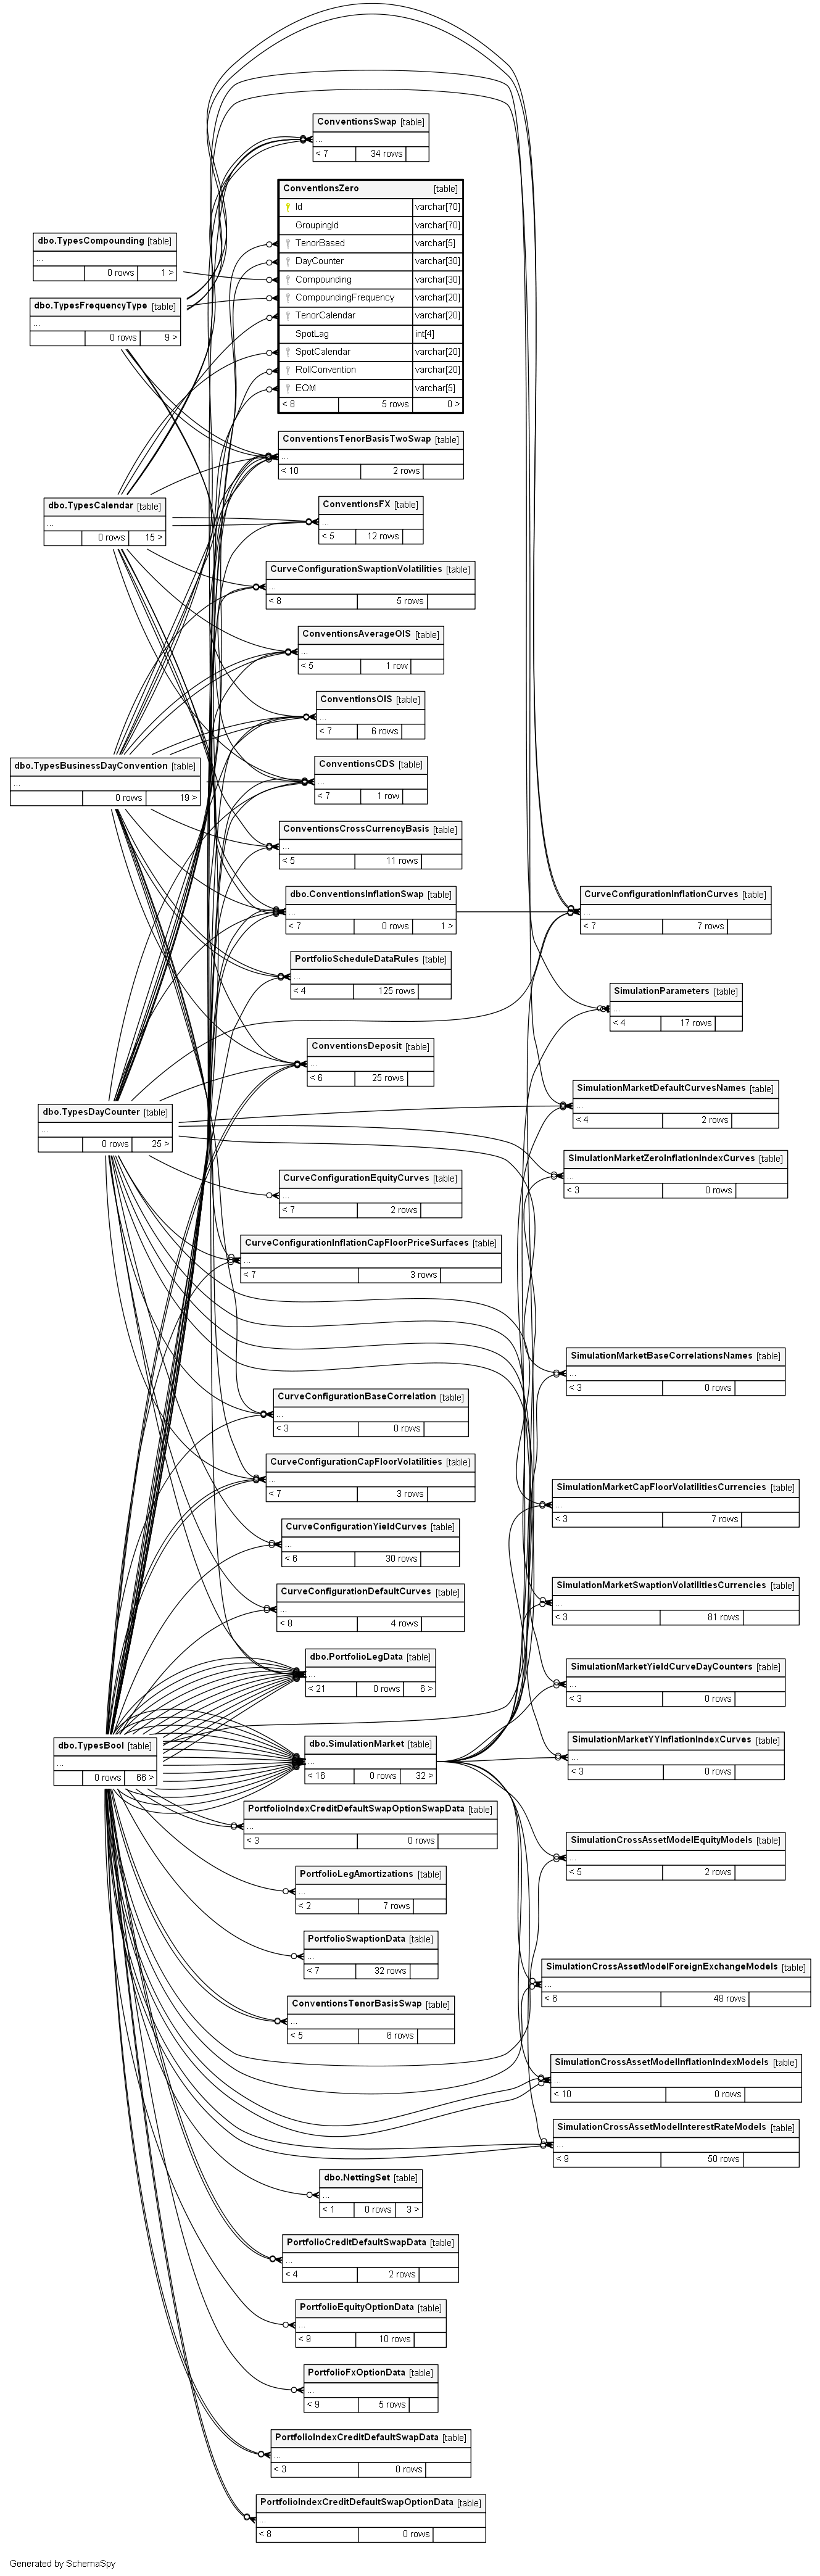 ConventionsSwap [table]
...
< 7 34 rows
ConventionsZero [table]
Id varchar[70]
GroupingId varchar[70]
TenorBased varchar[5]
DayCounter varchar[30]
Compounding varchar[30]
CompoundingFrequency varchar[20]
TenorCalendar varchar[20]
SpotLag int[4]
SpotCalendar varchar[20]
RollConvention varchar[20]
EOM varchar[5]
< 8 5 rows 0 >
dbo.TypesCompounding [table]
...
0 rows 1 >
dbo.TypesFrequencyType [table]
...
0 rows 9 >
ConventionsTenorBasisTwoSwap [table]
...
< 10 2 rows
dbo.TypesCalendar [table]
...
0 rows 15 >
ConventionsFX [table]
...
< 5 12 rows
CurveConfigurationSwaptionVolatilities [table]
...
< 8 5 rows
ConventionsAverageOIS [table]
...
< 5 1 row
ConventionsOIS [table]
...
< 7 6 rows
dbo.TypesBusinessDayConvention [table]
...
0 rows 19 >
ConventionsCDS [table]
...
< 7 1 row
ConventionsCrossCurrencyBasis [table]
...
< 5 11 rows
dbo.ConventionsInflationSwap [table]
...
< 7 0 rows 1 >
CurveConfigurationInflationCurves [table]
...
< 7 7 rows
PortfolioScheduleDataRules [table]
...
< 4 125 rows
SimulationParameters [table]
...
< 4 17 rows
ConventionsDeposit [table]
...
< 6 25 rows
SimulationMarketDefaultCurvesNames [table]
...
< 4 2 rows
dbo.TypesDayCounter [table]
...
0 rows 25 >
SimulationMarketZeroInflationIndexCurves [table]
...
< 3 0 rows
CurveConfigurationEquityCurves [table]
...
< 7 2 rows
CurveConfigurationInflationCapFloorPriceSurfaces [table]
...
< 7 3 rows
SimulationMarketBaseCorrelationsNames [table]
...
< 3 0 rows
CurveConfigurationBaseCorrelation [table]
...
< 3 0 rows
CurveConfigurationCapFloorVolatilities [table]
...
< 7 3 rows
SimulationMarketCapFloorVolatilitiesCurrencies [table]
...
< 3 7 rows
CurveConfigurationYieldCurves [table]
...
< 6 30 rows
CurveConfigurationDefaultCurves [table]
...
< 8 4 rows
SimulationMarketSwaptionVolatilitiesCurrencies [table]
...
< 3 81 rows
dbo.PortfolioLegData [table]
...
< 21 0 rows 6 >
SimulationMarketYieldCurveDayCounters [table]
...
< 3 0 rows
dbo.TypesBool [table]
...
0 rows 66 >
dbo.SimulationMarket [table]
...
< 16 0 rows 32 >
SimulationMarketYYInflationIndexCurves [table]
...
< 3 0 rows
PortfolioIndexCreditDefaultSwapOptionSwapData [table]
...
< 3 0 rows
SimulationCrossAssetModelEquityModels [table]
...
< 5 2 rows
PortfolioLegAmortizations [table]
...
< 2 7 rows
PortfolioSwaptionData [table]
...
< 7 32 rows
SimulationCrossAssetModelForeignExchangeModels [table]
...
< 6 48 rows
ConventionsTenorBasisSwap [table]
...
< 5 6 rows
SimulationCrossAssetModelInflationIndexModels [table]
...
< 10 0 rows
SimulationCrossAssetModelInterestRateModels [table]
...
< 9 50 rows
dbo.NettingSet [table]
...
< 1 0 rows 3 >
PortfolioCreditDefaultSwapData [table]
...
< 4 2 rows
PortfolioEquityOptionData [table]
...
< 9 10 rows
PortfolioFxOptionData [table]
...
< 9 5 rows
PortfolioIndexCreditDefaultSwapData [table]
...
< 3 0 rows
PortfolioIndexCreditDefaultSwapOptionData [table]
...
< 8 0 rows
Generated by SchemaSpy